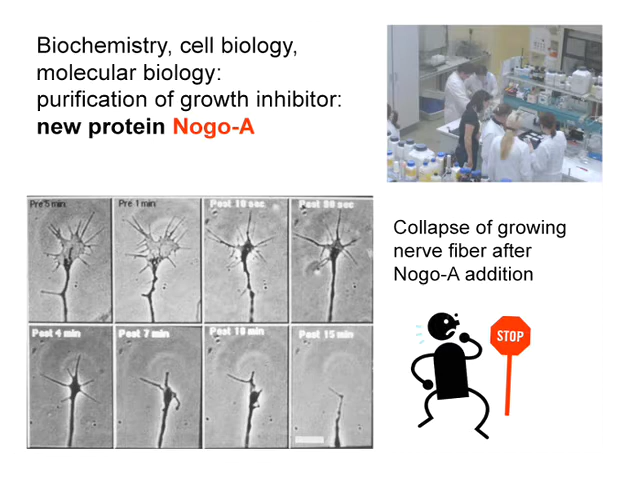 Biochemistry, cell biology,
molecular biology:
purification of growth inhibitor:
new protein Nogo-A
Pre 5 min
Pre 1 min
Post 10 sec
Post 90 sec
Collapse of growing
nerve fiber after
Nogo-A addition
Post 4 min
Post 7 min
Post 10 min
Post 15 min
STOP